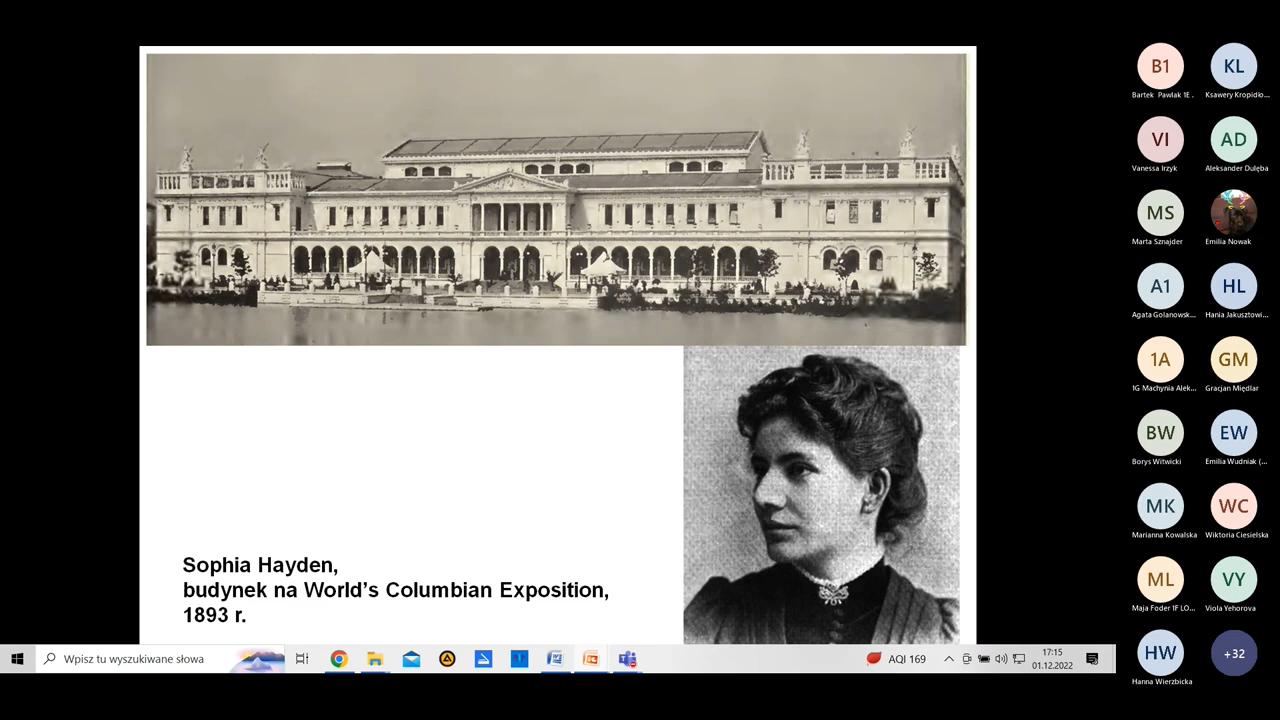 Sophia Hayden,
budynek na World’s Columbian Exposition,
1893 r.
B1
Bartek Pawlak 1E .
KL
Ksawery Kropidło...
VI
Vanessa Irzyk
AD
Aleksander Dulęba
MS
Marta Sznajder
Emilia Nowak
A1
Agata Golanowsk...
HL
Hania Jakusztowi...
1A
1G Machynia Alek...
GM
Gracjan Międlar
BW
Borys Witwicki
EW
Emilia Wudniak (...
MK
Marianna Kowalska
WC
Wiktoria Ciesielska
ML
Maja Foder 1F LO...
VY
Viola Yehorova
HW
Hanna Wierzbicka
+32
Wpisz tu wyszukiwane słowa
AQI 169
17:15
01.12.2022